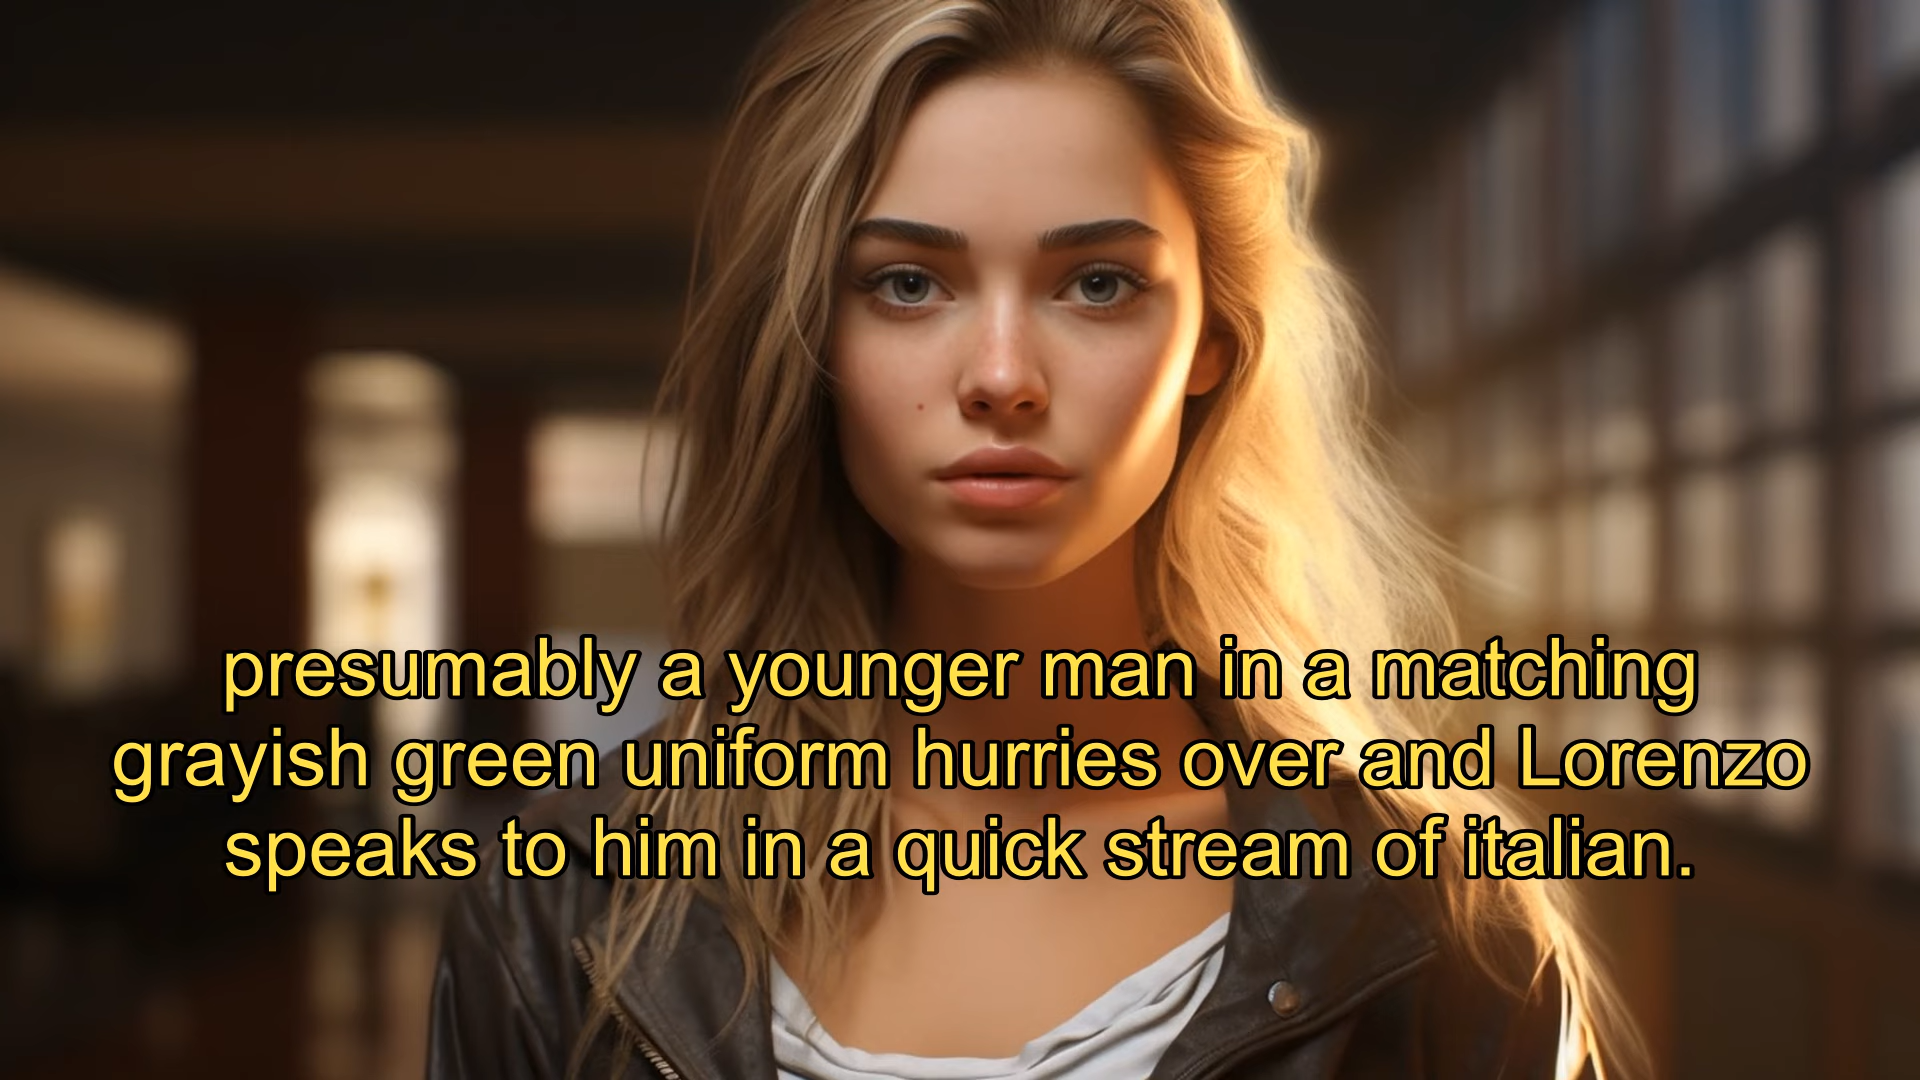 presumably a younger man in a matching
grayish green uniform hurries over and Lorenzo
speaks to him in a quick stream of italian.